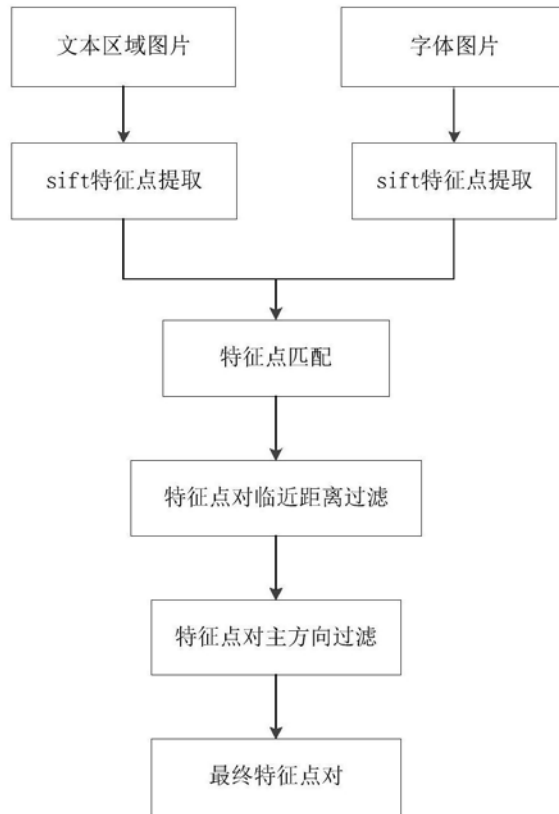 文本区域图片
字体图片
sift特征点提取
sift特征点提取
特征点匹配
特征点对临近距离过滤
特征点对主方向过滤
最终特征点对